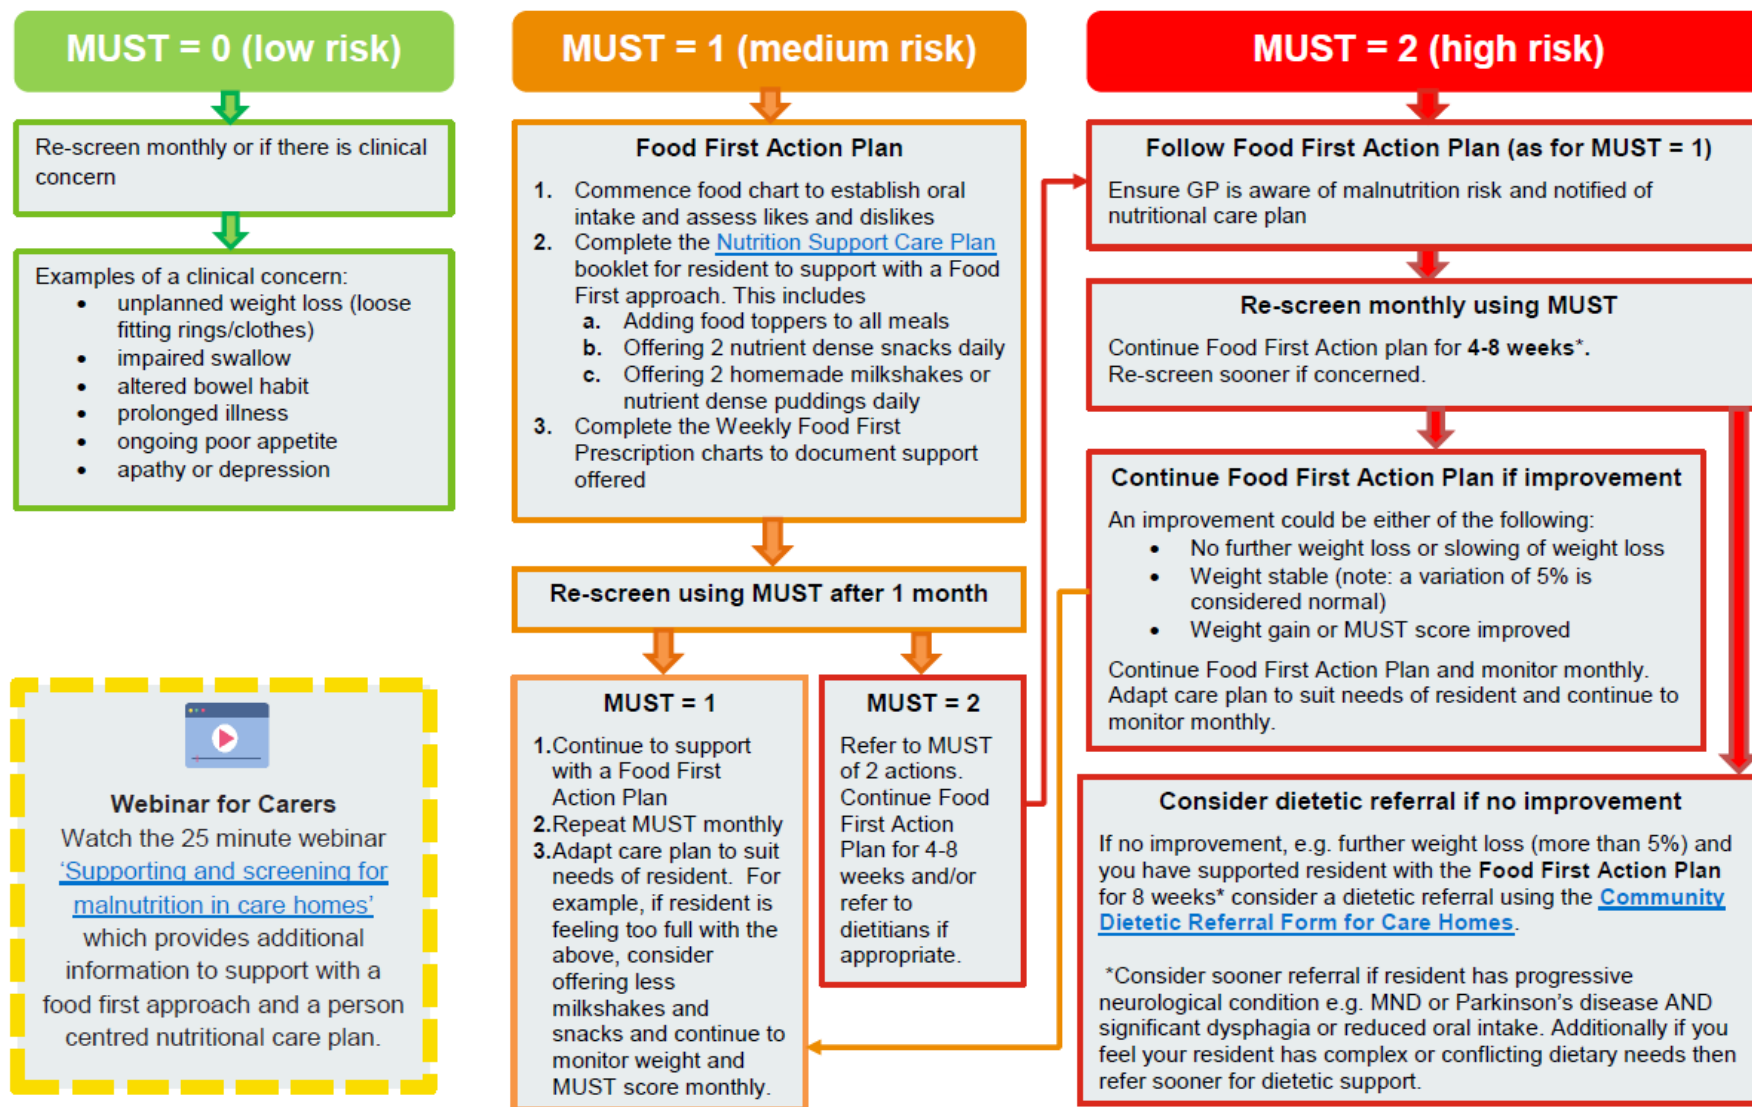 MUST = 0 (low risk)
Re-screen monthly or if there is clinical
concern
Examples of a clinical concern:
• unplanned weight loss (loose
fitting rings/clothes)
• impaired swallow
• altered bowel habit
• prolonged illness
• ongoing poor appetite
• apathy or depression
Webinar for Carers
Watch the 25 minute webinar
‘Supporting and screening for
malnutrition in care homes’
which provides additional
information to support with a
food first approach and a person
centred nutritional care plan.
MUST = 1 (medium risk)
Food First Action Plan
1. Commence food chart to establish oral
intake and assess likes and dislikes
2. Complete the Nutrition Support Care Plan
booklet for resident to support with a Food
First approach. This includes
a. Adding food toppers to all meals
b. Offering 2 nutrient dense snacks daily
c. Offering 2 homemade milkshakes or
nutrient dense puddings daily
3. Complete the Weekly Food First
Prescription charts to document support
offered
Re-screen using MUST after 1 month
MUST = 1
1.Continue to support
with a Food First
Action Plan
2.Repeat MUST monthly
3.Adapt care plan to suit
needs of resident. For
example, if resident is
feeling too full with the
above, consider
offering less
milkshakes and
snacks and continue to
monitor weight and
MUST score monthly.
MUST = 2
Refer to MUST
of 2 actions.
Continue Food
First Action
Plan for 4-8
weeks and/or
refer to
dietitians if
appropriate.
MUST = 2 (high risk)
Follow Food First Action Plan (as for MUST = 1)
Ensure GP is aware of malnutrition risk and notified of
nutritional care plan
Re-screen monthly using MUST
Continue Food First Action plan for 4-8 weeks*.
Re-screen sooner if concerned.
Continue Food First Action Plan if improvement
An improvement could be either of the following:
• No further weight loss or slowing of weight loss
• Weight stable (note: a variation of 5% is
considered normal)
• Weight gain or MUST score improved
Continue Food First Action Plan and monitor monthly.
Adapt care plan to suit needs of resident and continue to
monitor monthly.
Consider dietetic referral if no improvement
If no improvement, e.g. further weight loss (more than 5%) and
you have supported resident with the Food First Action Plan
for 8 weeks* consider a dietetic referral using the Community
Dietetic Referral Form for Care Homes.
*Consider sooner referral if resident has progressive
neurological condition e.g. MND or Parkinson’s disease AND
significant dysphagia or reduced oral intake. Additionally if you
feel your resident has complex or conflicting dietary needs then
refer sooner for dietetic support.